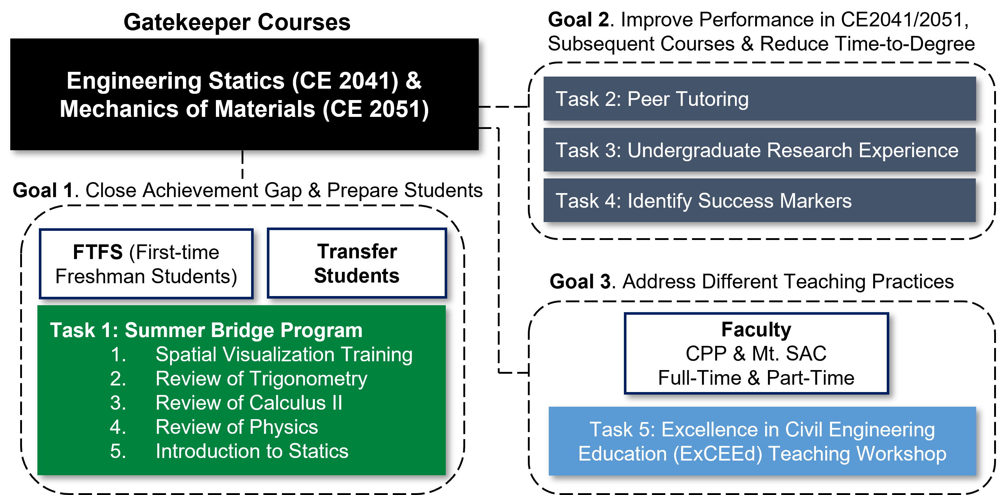 Gatekeeper Courses
Engineering Statics (CE 2041) &
Mechanics of Materials (CE 2051)
Goal 1. Close Achievement Gap & Prepare Students
FTFS (First-time
Freshman Students)
Transfer
Students
Task 1: Summer Bridge Program
1. Spatial Visualization Training
2. Review of Trigonometry
3. Review of Calculus II
4. Review of Physics
5. Introduction to Statics
Goal 2. Improve Performance in CE2041/2051,
Subsequent Courses & Reduce Time-to-Degree
Task 2: Peer Tutoring
Task 3: Undergraduate Research Experience
Task 4: Identify Success Markers
Goal 3. Address Different Teaching Practices
Faculty
CPP & Mt. SAC
Full-Time & Part-Time
Task 5: Excellence in Civil Engineering
Education (ExCEEd) Teaching Workshop